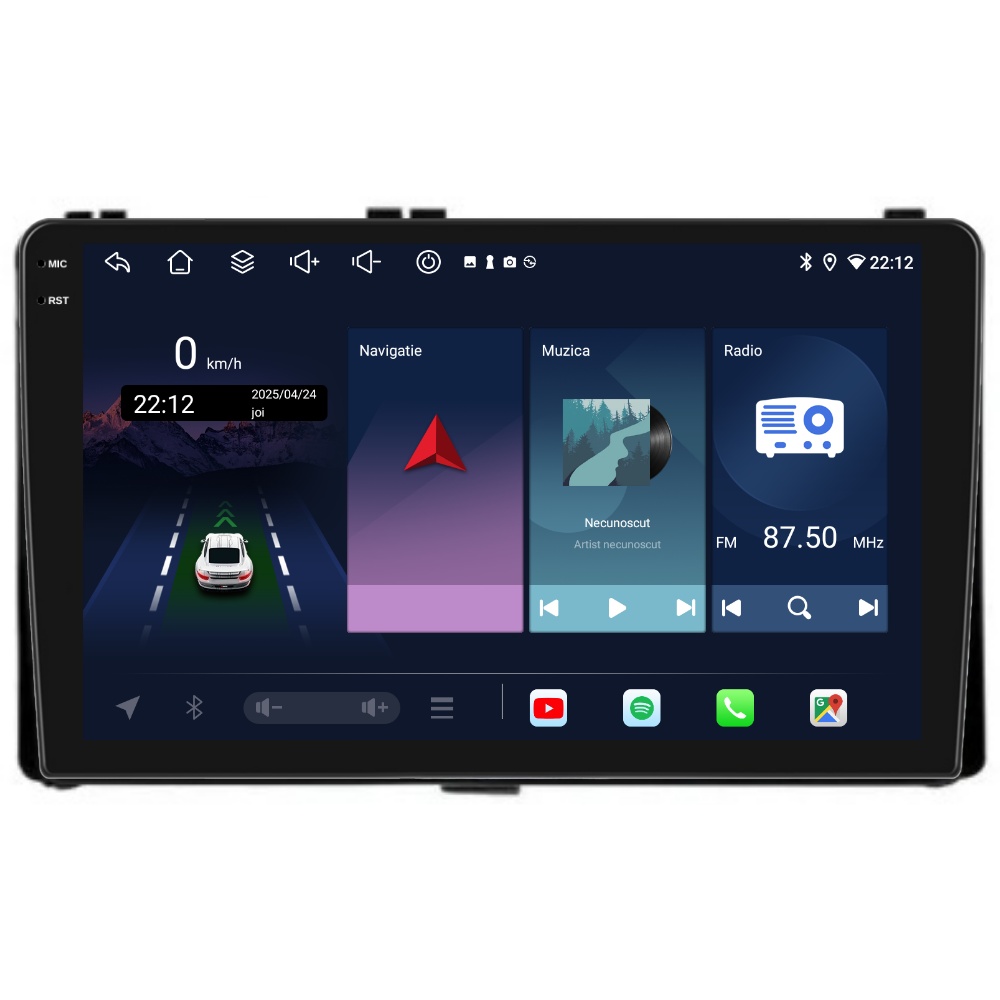 MIC
RST
22:12
0 km/h
22:12
2025/04/24
joi
Navigatie
Muzica
Necunoscut
Artist necunoscut
Radio
FM 87.50 MHz
G